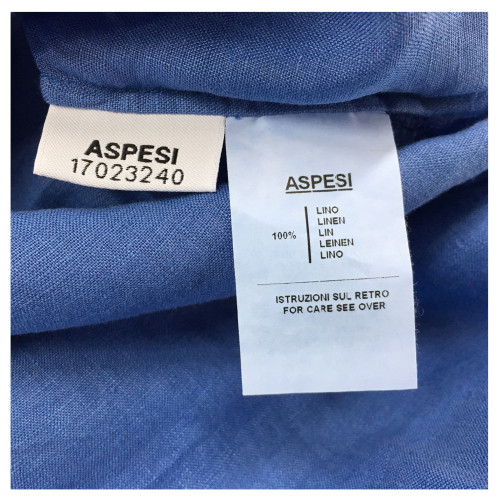 ASPESI
17023240
ASPESI
100%
LINO
LINEN
LIN
LEINEN
LINO
ISTRUZIONI SUL RETRO
FOR CARE SEE OVER